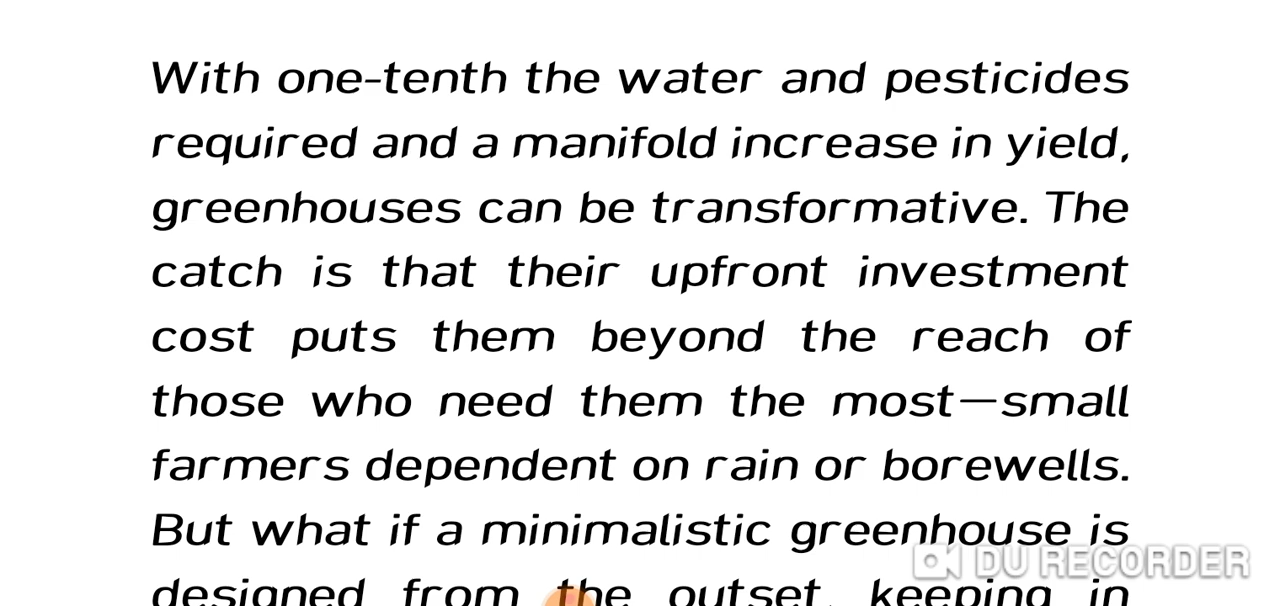 With one-tenth the water and pesticides
required and a manifold increase in yield,
greenhouses can be transformative. The
catch is that their upfront investment
cost puts them beyond the reach of
those who need them the most—small
farmers dependent on rain or borewells.
But what if a minimalistic greenhouse is
DU RECORDER
designed from the outset, keeping in